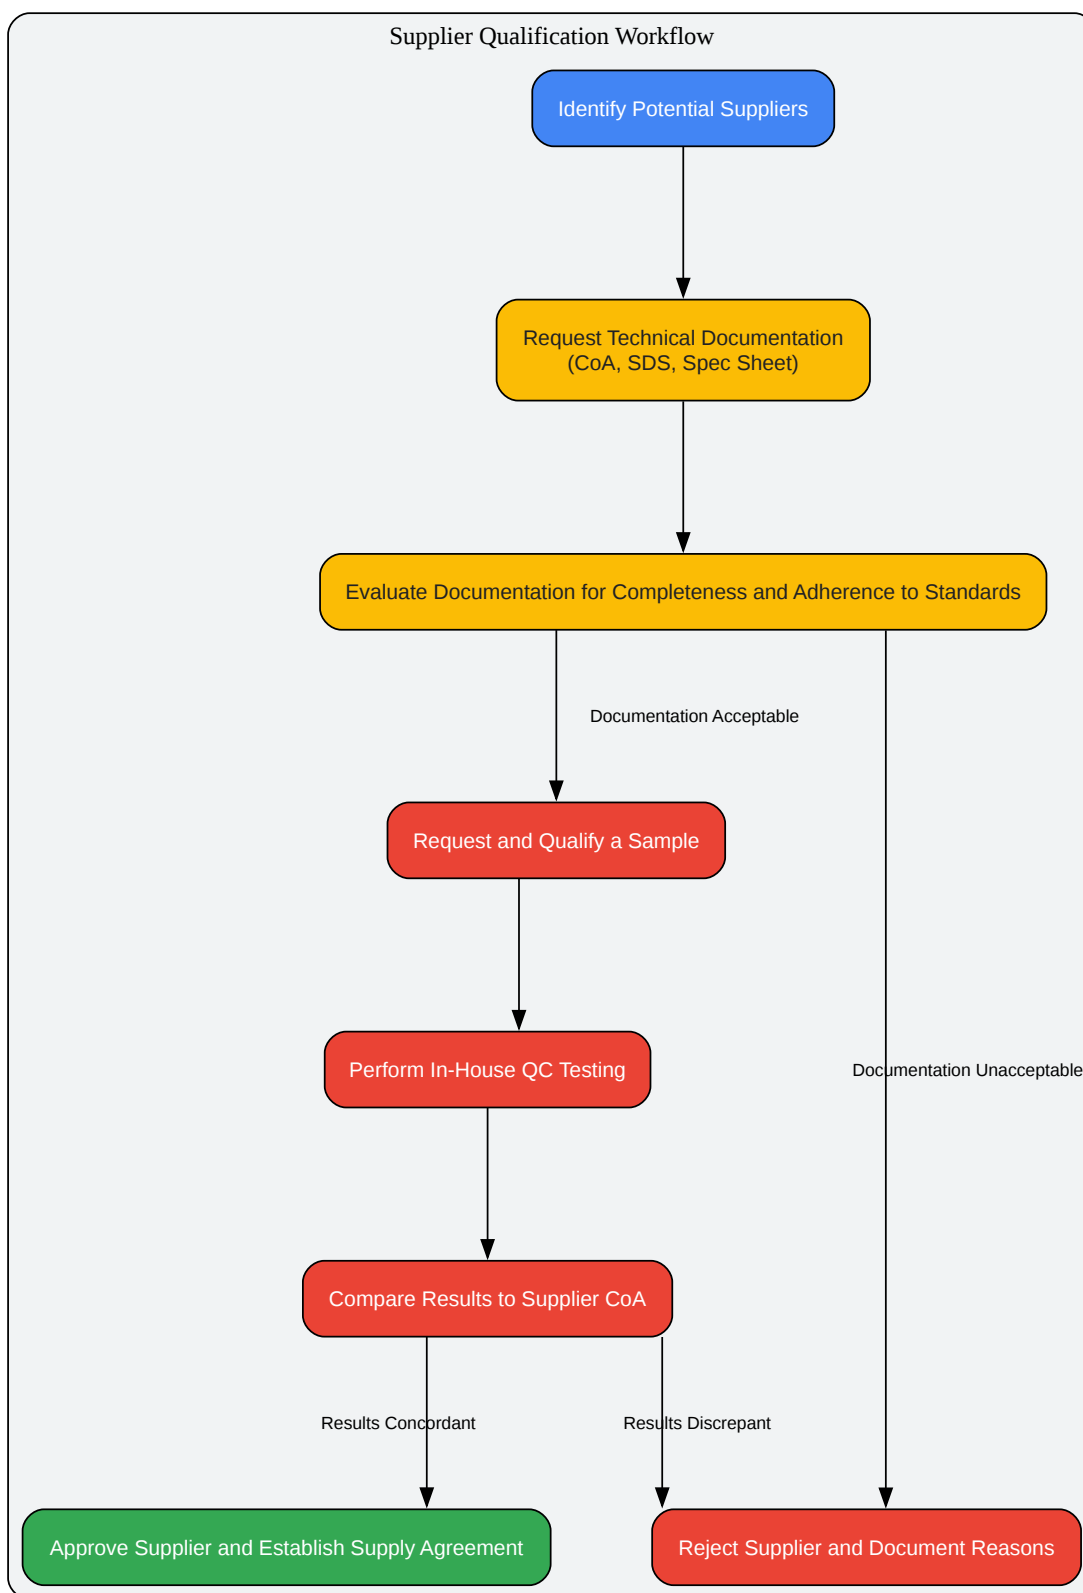 Supplier Qualification Workflow
Identify Potential Suppliers
Request Technical Documentation
(CoA, SDS, Spec Sheet)
Evaluate Documentation for Completeness and Adherence to Standards
Documentation Acceptable
Request and Qualify a Sample
Perform In-House QC Testing
Documentation Unacceptable
Compare Results to Supplier CoA
Results Concordant
Results Discrepant
Approve Supplier and Establish Supply Agreement
Reject Supplier and Document Reasons